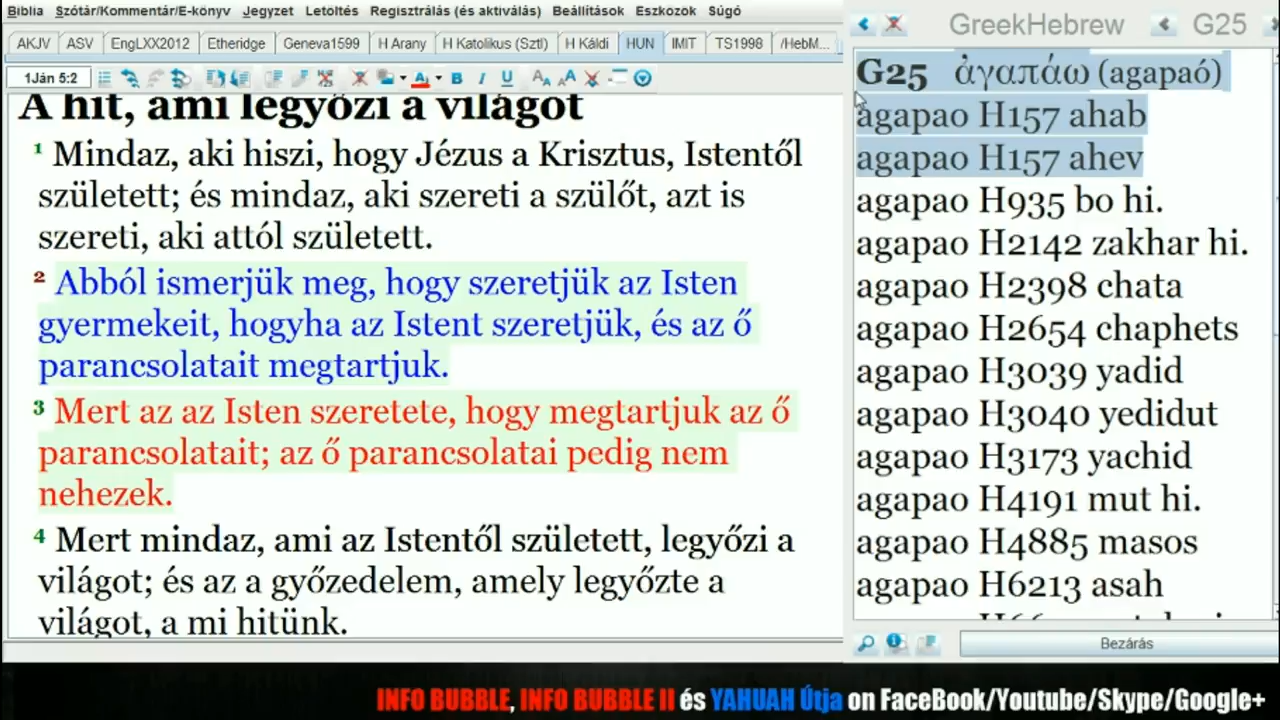 Biblia Szótár/Kommentár/E-könyv Jegyzet Letöltés Regisztrálás (és aktiválás) Beállítások Eszközök Súgó
AKJV ASV EngLXX2012 Etheridge Geneva1599 H Arany H Katolikus (Sztl) H Káldi HUN IMIT TS1998 /HebM...
1Ján 5:2
A hit, ami legyőzi a világot
1 Mindaz, aki hiszi, hogy Jézus a Krisztus, Istentől
született; és mindaz, aki szereti a szülőt, azt is
szereti, aki attól született.
2 Abból ismerjük meg, hogy szeretjük az Isten
gyermekeit, hogyha az Istent szeretjük, és az ő
parancsolatait megtartjuk.
3 Mert az az Isten szeretete, hogy megtartjuk az ő
parancsolatait; az ő parancsolatai pedig nem
nehezek.
4 Mert mindaz, ami az Istentől született, legyőzi a
világot; és az a győzedelem, amely legyőzte a
világot, a mi hitünk.
GreekHebrew G25
G25 ἀγαπάω (agapaó)
agapao H157 ahab
agapao H157 ahev
agapao H935 bo hi.
agapao H2142 zakhar hi.
agapao H2398 chata
agapao H2654 chaphets
agapao H3039 yadid
agapao H3040 yedidut
agapao H3173 yachid
agapao H4191 mut hi.
agapao H4885 masos
agapao H6213 asah
Bezárás
INFO BUBBLE, INFO BUBBLE II és YAHUAH Útja on FaceBook/Youtube/Skype/Google+